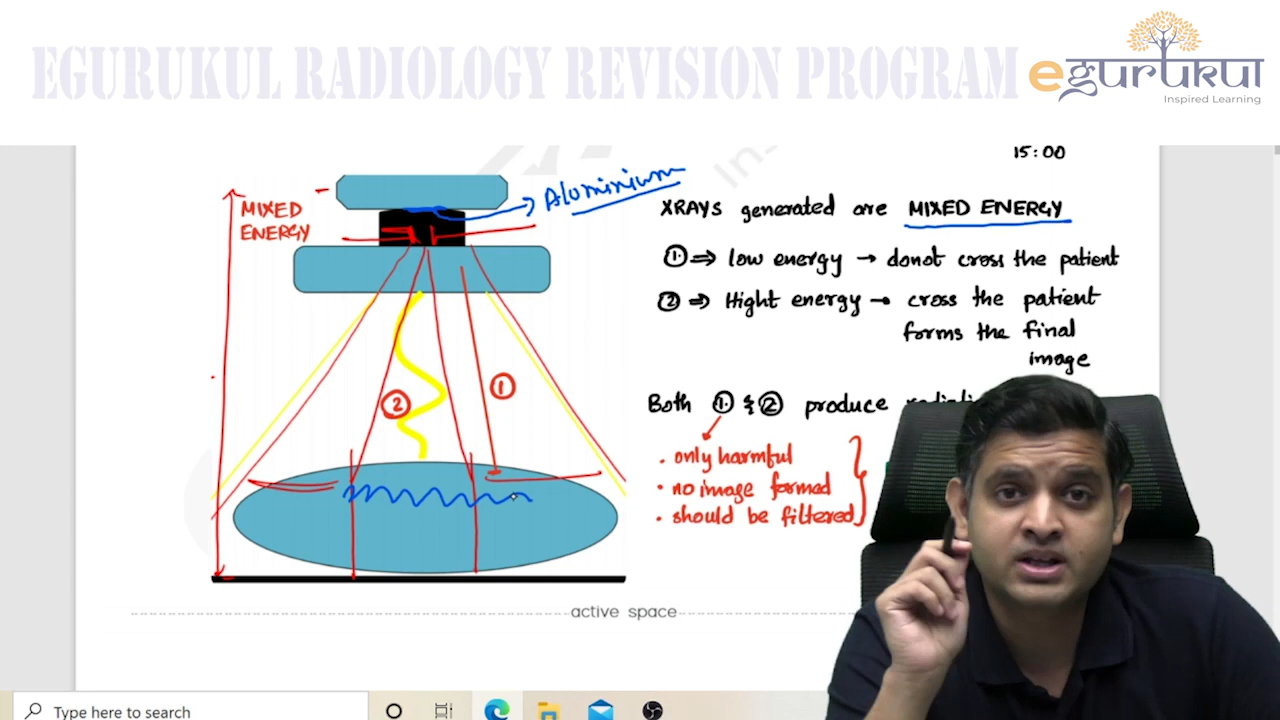 EGURUKUL RADIOLOGY REVISION PROGRAM
egurukul
Inspired Learning
15:00
Aluminium
MIXED
ENERGY
XRAYS generated are MIXED ENERGY
① ⇒ low energy → donot cross the patient
② ⇒ Hight energy → cross the patient
forms the final
image
②
①
Both ① & ② produce
. only harmful
. no image formed
. should be filtered
active space
Type here to search